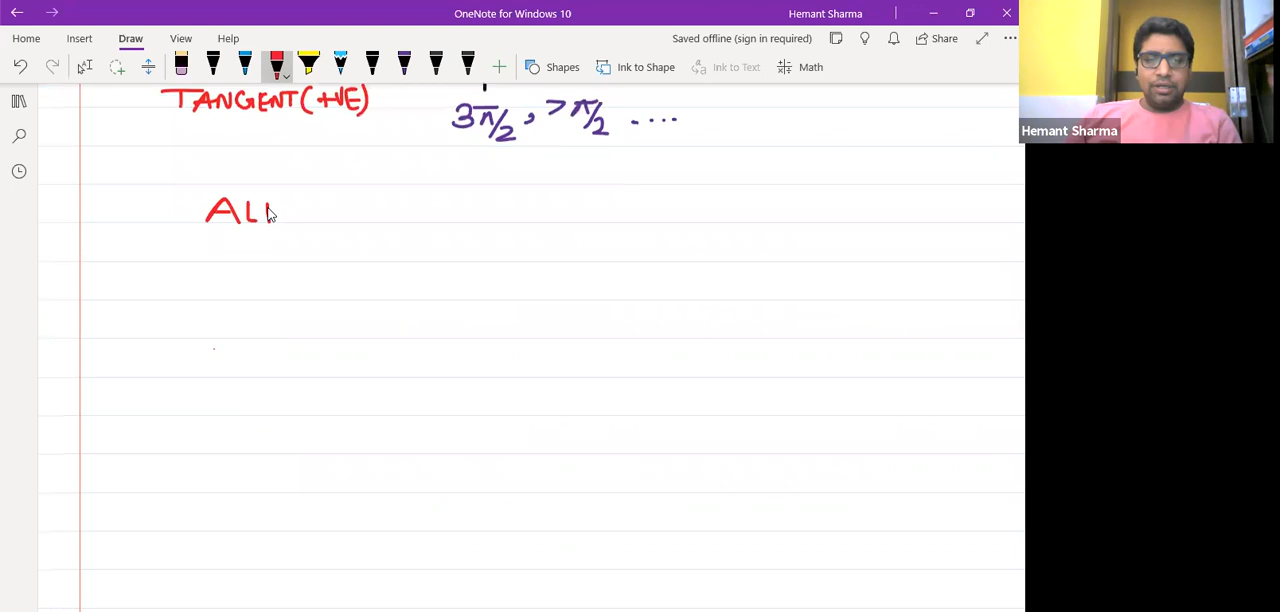 OneNote for Windows 10
Hemant Sharma
Home Insert Draw View Help
Saved offline (sign in required)
Share
Shapes Ink to Shape Ink to Text Math
TANGENT (+VE)
3π/2, 7π/2 ....
ALL
Hemant Sharma